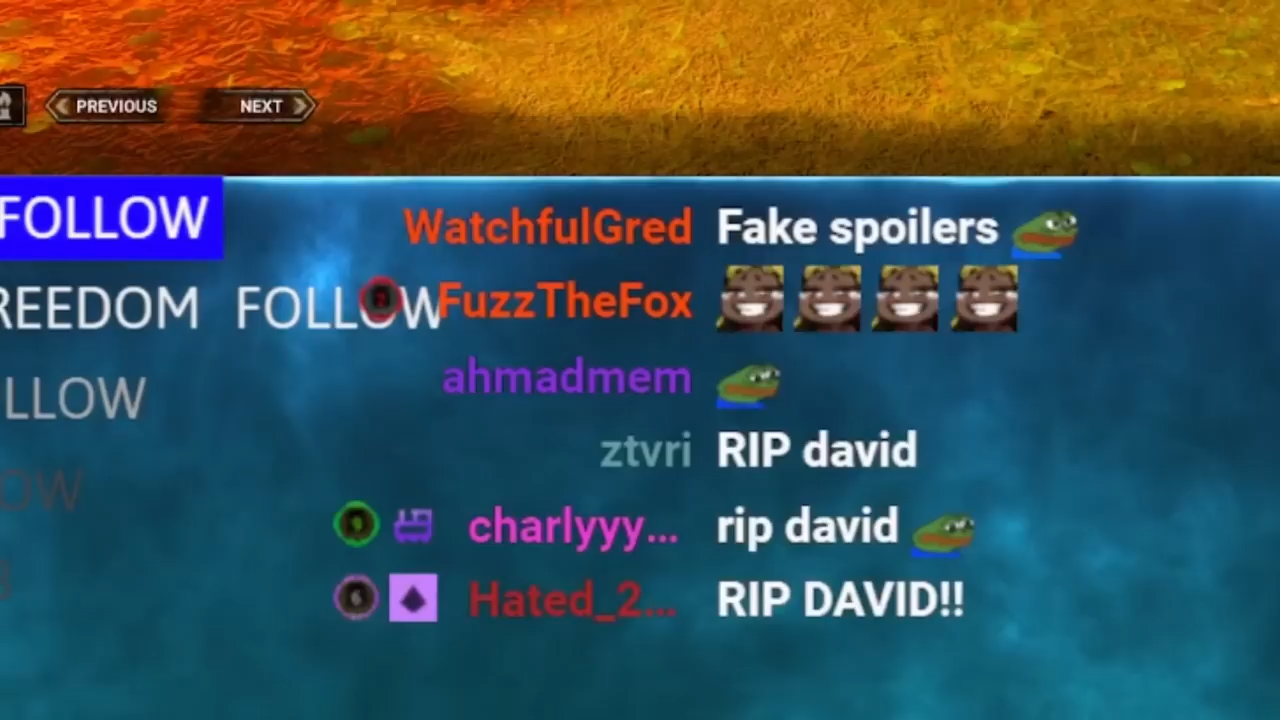 PREVIOUS NEXT
FOLLOW
WatchfulGred Fake spoilers
REEDOM FOLLOW
FuzzTheFox
LLOW
ahmadmem
ztvri RIP david
OW
charlyyy... rip david
Hated_2... RIP DAVID!!